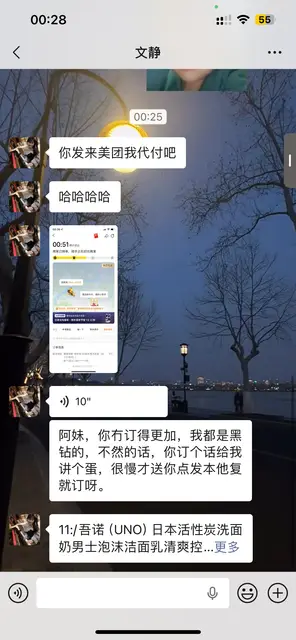 00:28
55
文静
00:25
你发来美团我代付吧
哈哈哈哈
00:51
10"
阿妹，你冇订得更加，我都是黑
钻的，不然的话，你订个话给我
讲个蛋，很慢才送你点发本他复
就订呀。
11:/吾诺（UNO）日本活性炭洗面
奶男士泡沫洁面乳清爽控...更多